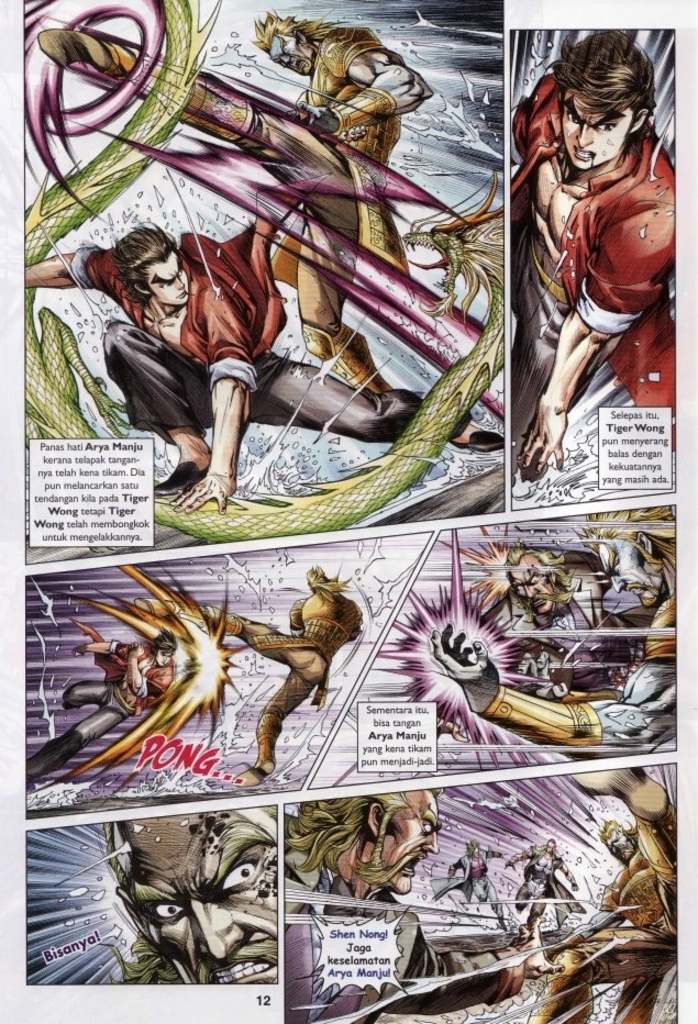 Panas hati Arya Manju
kerana telapak tangan-
nya telah kena tikam. Dia
pun melancarkan satu
tendangan kila pada Tiger
Wong tetapi Tiger
Wong telah membongkok
untuk mengelakkannya.
Selepas itu,
Tiger Wong
pun menyerang
balas dengan
kekuatannya
yang masih ada.
PONG...
Sementara itu,
bisa tangan
Arya Manju
yang kena tikam
pun menjadi-jadi.
Bisanya!
Shen Nong!
Jaga
keselamatan
Arya Manju!
12